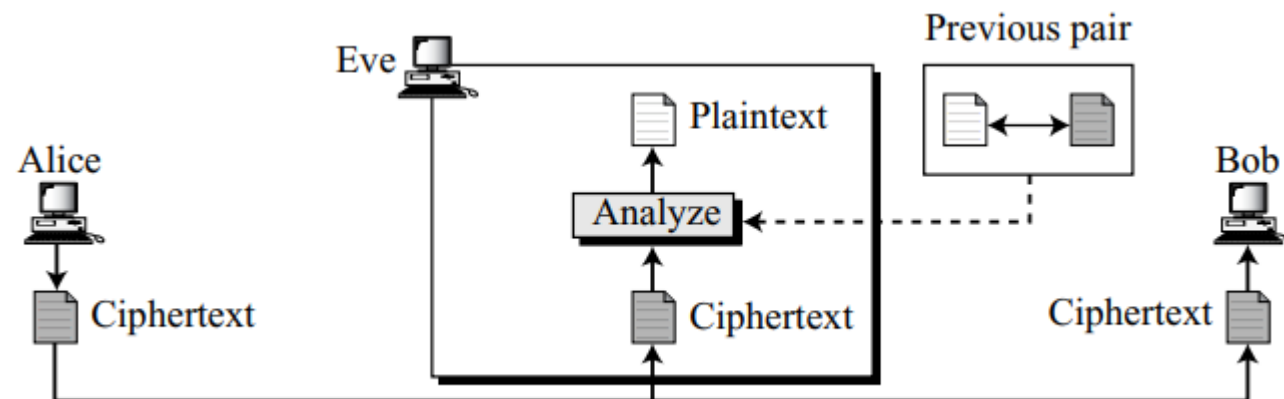 Previous pair
Eve
Plaintext
Alice
Bob
Analyze
Ciphertext
Ciphertext
Ciphertext